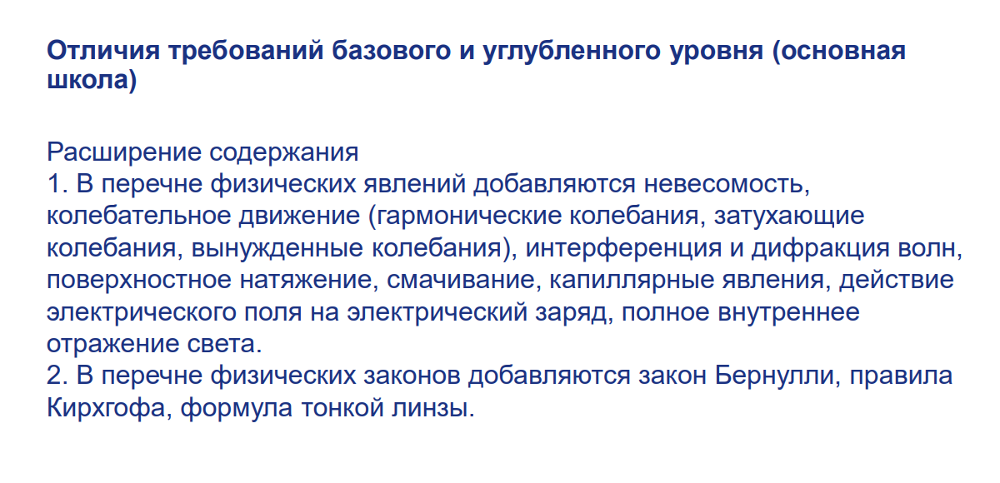 Отличия требований базового и углубленного уровня (основная
школа)
Расширение содержания
1. В перечне физических явлений добавляются невесомость,
колебательное движение (гармонические колебания, затухающие
колебания, вынужденные колебания), интерференция и дифракция волн,
поверхностное натяжение, смачивание, капиллярные явления, действие
электрического поля на электрический заряд, полное внутреннее
отражение света.
2. В перечне физических законов добавляются закон Бернулли, правила
Кирхгофа, формула тонкой линзы.